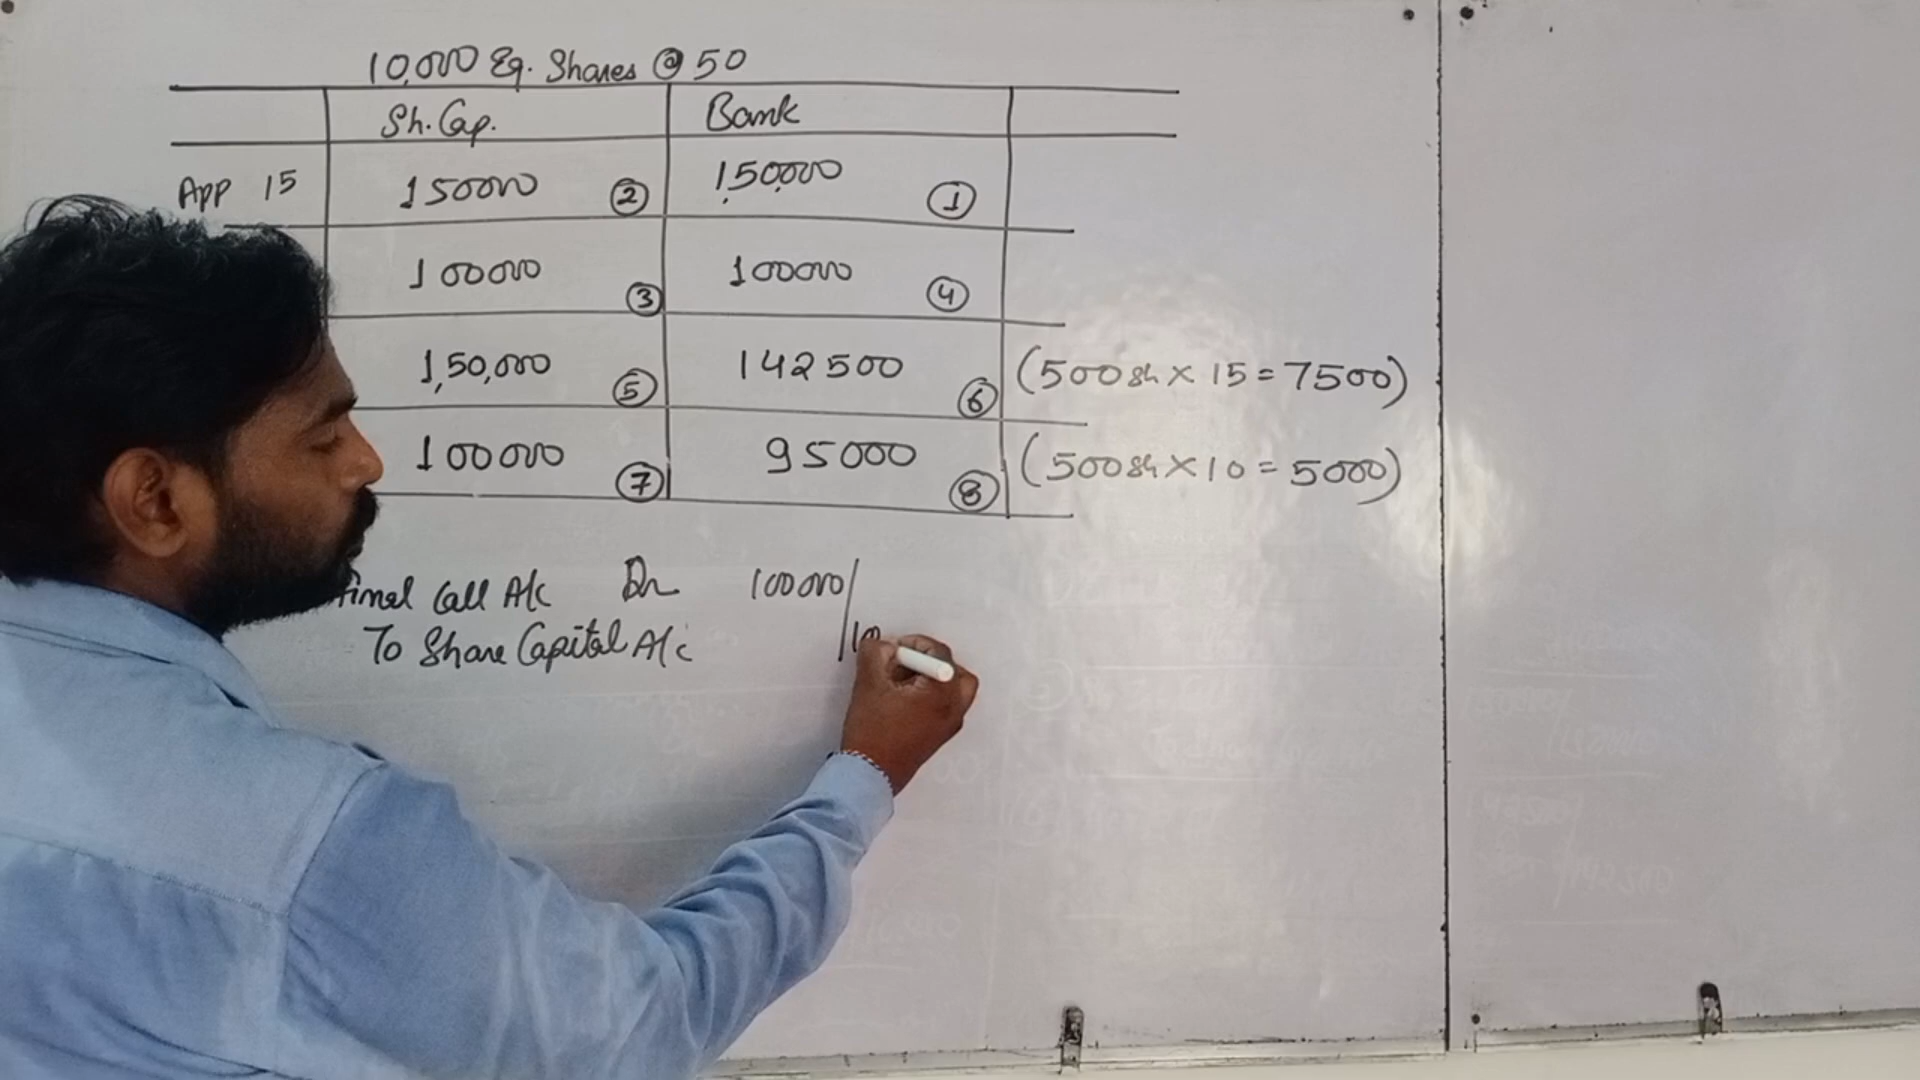 10,000 Eq. Shares @ 50
Sh. Cap. Bank
App 15 150000 ② 150,000 ①
100000 ③ 100000 ④
1,50,000 ⑤ 142500 ⑥ (500sh × 15 = 7500)
100000 ⑦ 95000 ⑧ (500sh × 10 = 5000)
Final Call A/c Dr 100000/
To Share Capital A/c /10